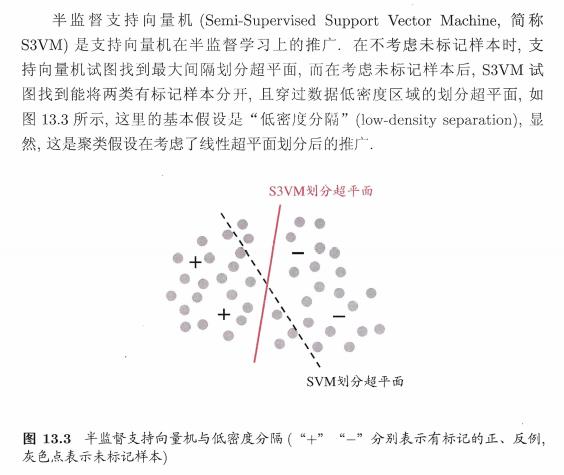 半监督支持向量机 (Semi-Supervised Support Vector Machine, 简称
S3VM) 是支持向量机在半监督学习上的推广. 在不考虑未标记样本时, 支
持向量机试图找到最大间隔划分超平面, 而在考虑未标记样本后, S3VM 试
图找到能将两类有标记样本分开, 且穿过数据低密度区域的划分超平面, 如
图 13.3 所示, 这里的基本假设是“低密度分隔” (low-density separation), 显
然, 这是聚类假设在考虑了线性超平面划分后的推广.
S3VM划分超平面
+
−
+
−
SVM划分超平面
图 13.3 半监督支持向量机与低密度分隔 (“+” “−” 分别表示有标记的正、反例,
灰色点表示未标记样本)